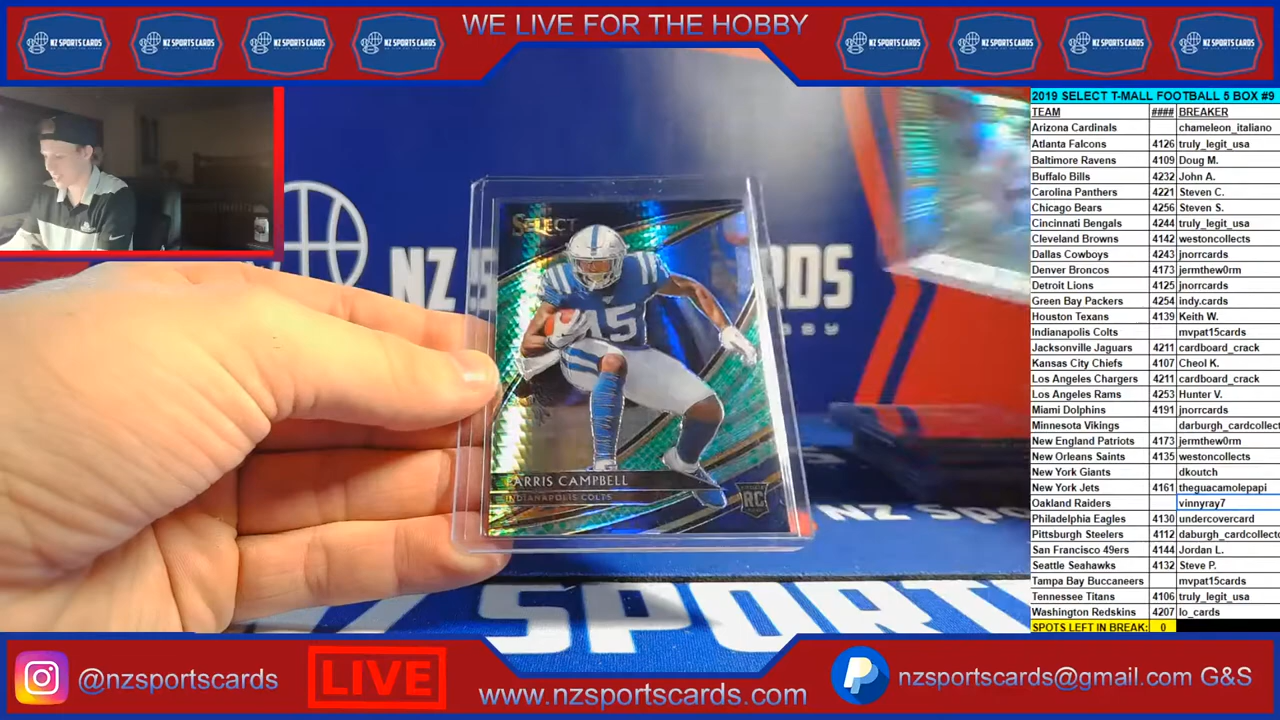 WE LIVE FOR THE HOBBY
NZ SPORTS CARDS
NZ SPORTS CARDS
NZ SPORTS CARDS
NZ SPORTS CARDS
NZ SPORTS CARDS
NZ SPORTS CARDS
NZ SPORTS CARDS
NZ SPORTS CARDS
2019 SELECT T-MALL FOOTBALL 5 BOX #9
TEAM #### BREAKER
Arizona Cardinals chameleon_italiano
Atlanta Falcons 4126 truly_legit_usa
Baltimore Ravens 4109 Doug M.
Buffalo Bills 4232 John A.
Carolina Panthers 4221 Steven C.
Chicago Bears 4256 Steven S.
Cincinnati Bengals 4244 truly_legit_usa
Cleveland Browns 4142 westoncollects
Dallas Cowboys 4243 jnorrcards
Denver Broncos 4173 jermthew0rm
Detroit Lions 4125 jnorrcards
Green Bay Packers 4254 indy.cards
Houston Texans 4139 Keith W.
Indianapolis Colts mvpat15cards
Jacksonville Jaguars 4211 cardboard_crack
Kansas City Chiefs 4107 Cheol K.
Los Angeles Chargers 4211 cardboard_crack
Los Angeles Rams 4253 Hunter V.
Miami Dolphins 4191 jnorrcards
Minnesota Vikings darburgh_cardcollect
New England Patriots 4173 jermthew0rm
New Orleans Saints 4135 westoncollects
New York Giants dkoutch
New York Jets 4161 theguacamolepapi
Oakland Raiders vinnyray7
Philadelphia Eagles 4130 undercovercard
Pittsburgh Steelers 4112 daburgh_cardcollect
San Francisco 49ers 4144 Jordan L.
Seattle Seahawks 4132 Steve P.
Tampa Bay Buccaneers mvpat15cards
Tennessee Titans 4106 truly_legit_usa
Washington Redskins 4207 lo_cards
SPOTS LEFT IN BREAK: 0
NZ CARDS
SELECT
15
PARRIS CAMPBELL
INDIANAPOLIS COLTS
RC
NZ SPORT
@nzsportscards
LIVE
www.nzsportscards.com
nzsportscards@gmail.com G&S